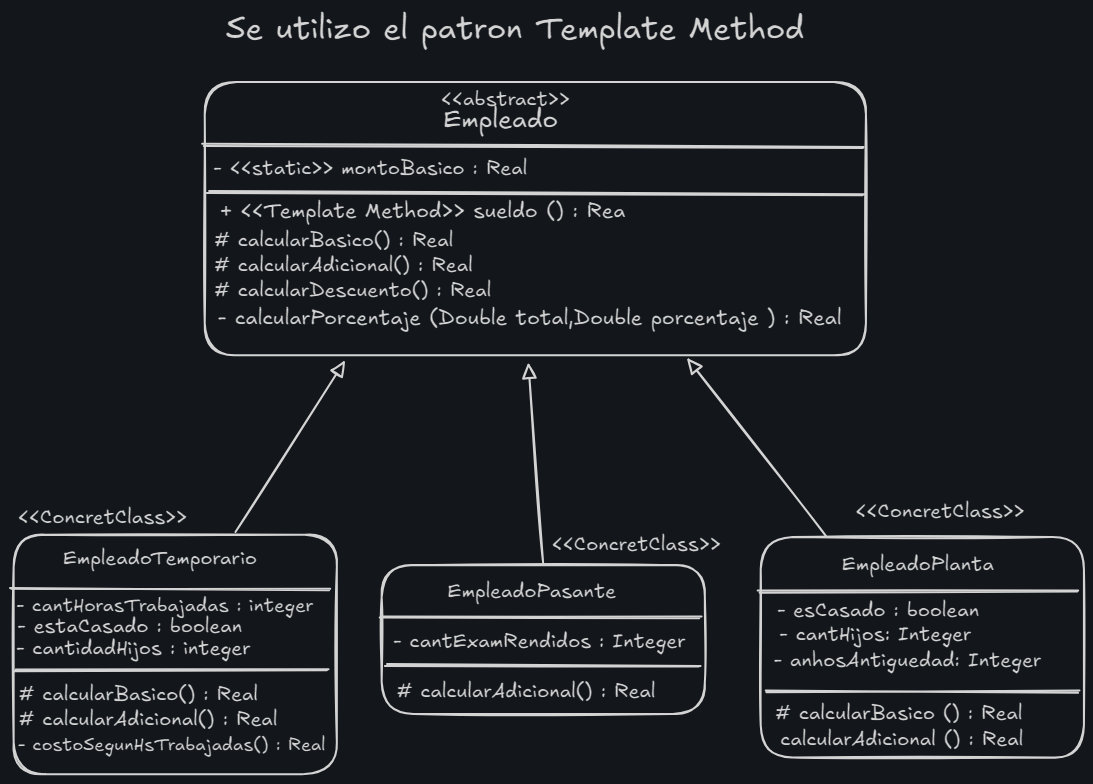 Se utilizo el patron Template Method
<<abstract>>
Empleado
- <<static>> montoBasico : Real
+ <<Template Method>> sueldo () : Rea
# calcularBasico() : Real
# calcularAdicional() : Real
# calcularDescuento() : Real
- calcularPorcentaje (Double total,Double porcentaje ) : Real
<<ConcretClass>>
EmpleadoTemporario
- cantHorasTrabajadas : integer
- estaCasado : boolean
- cantidadHijos : integer
# calcularBasico() : Real
# calcularAdicional() : Real
- costoSegunHsTrabajadas() : Real
<<ConcretClass>>
EmpleadoPasante
- cantExamRendidos : Integer
# calcularAdicional() : Real
<<ConcretClass>>
EmpleadoPlanta
- esCasado : boolean
- cantHijos: Integer
- anhosAntiguedad: Integer
# calcularBasico () : Real
calcularAdicional () : Real